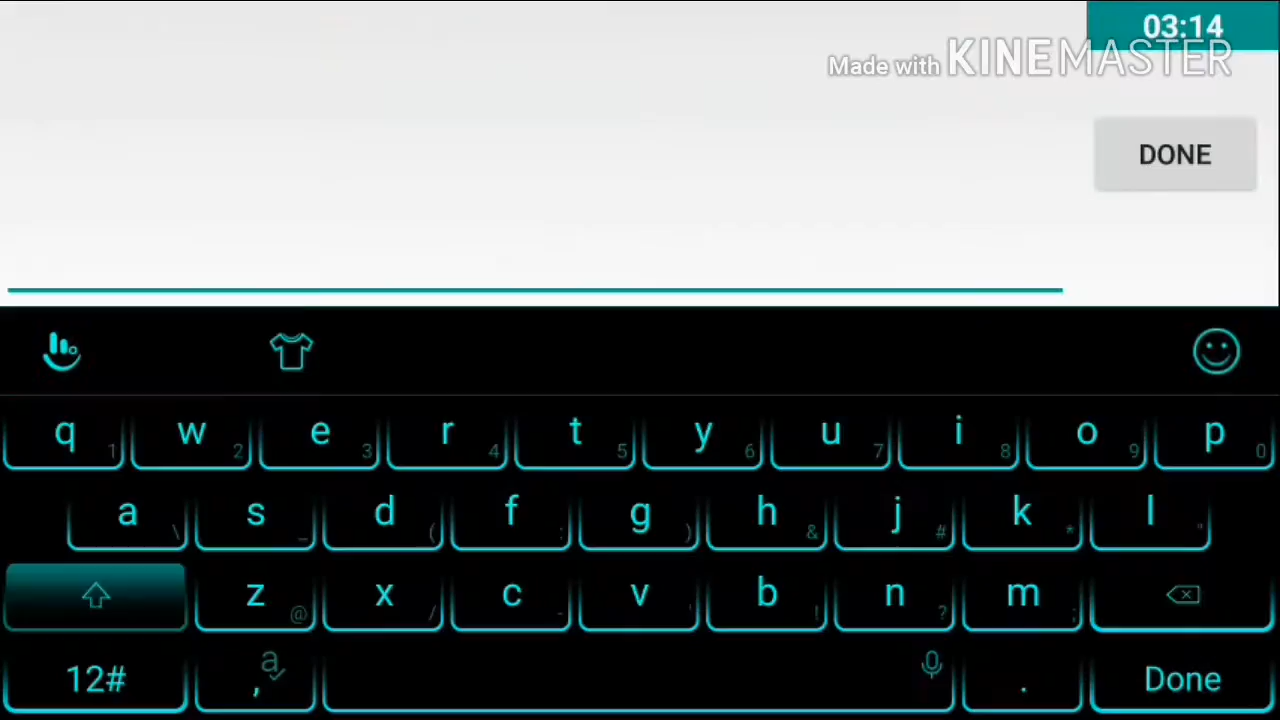 03:14
Made with KINEMASTER
DONE
q 1 w 2 e 3 r 4 t 5 y 6 u 7 i 8 o 9 p 0
a \ s _ d ( f : g ) h & j # k * l "
z @ x / c - v ' b ! n ? m ;
12# , a . Done